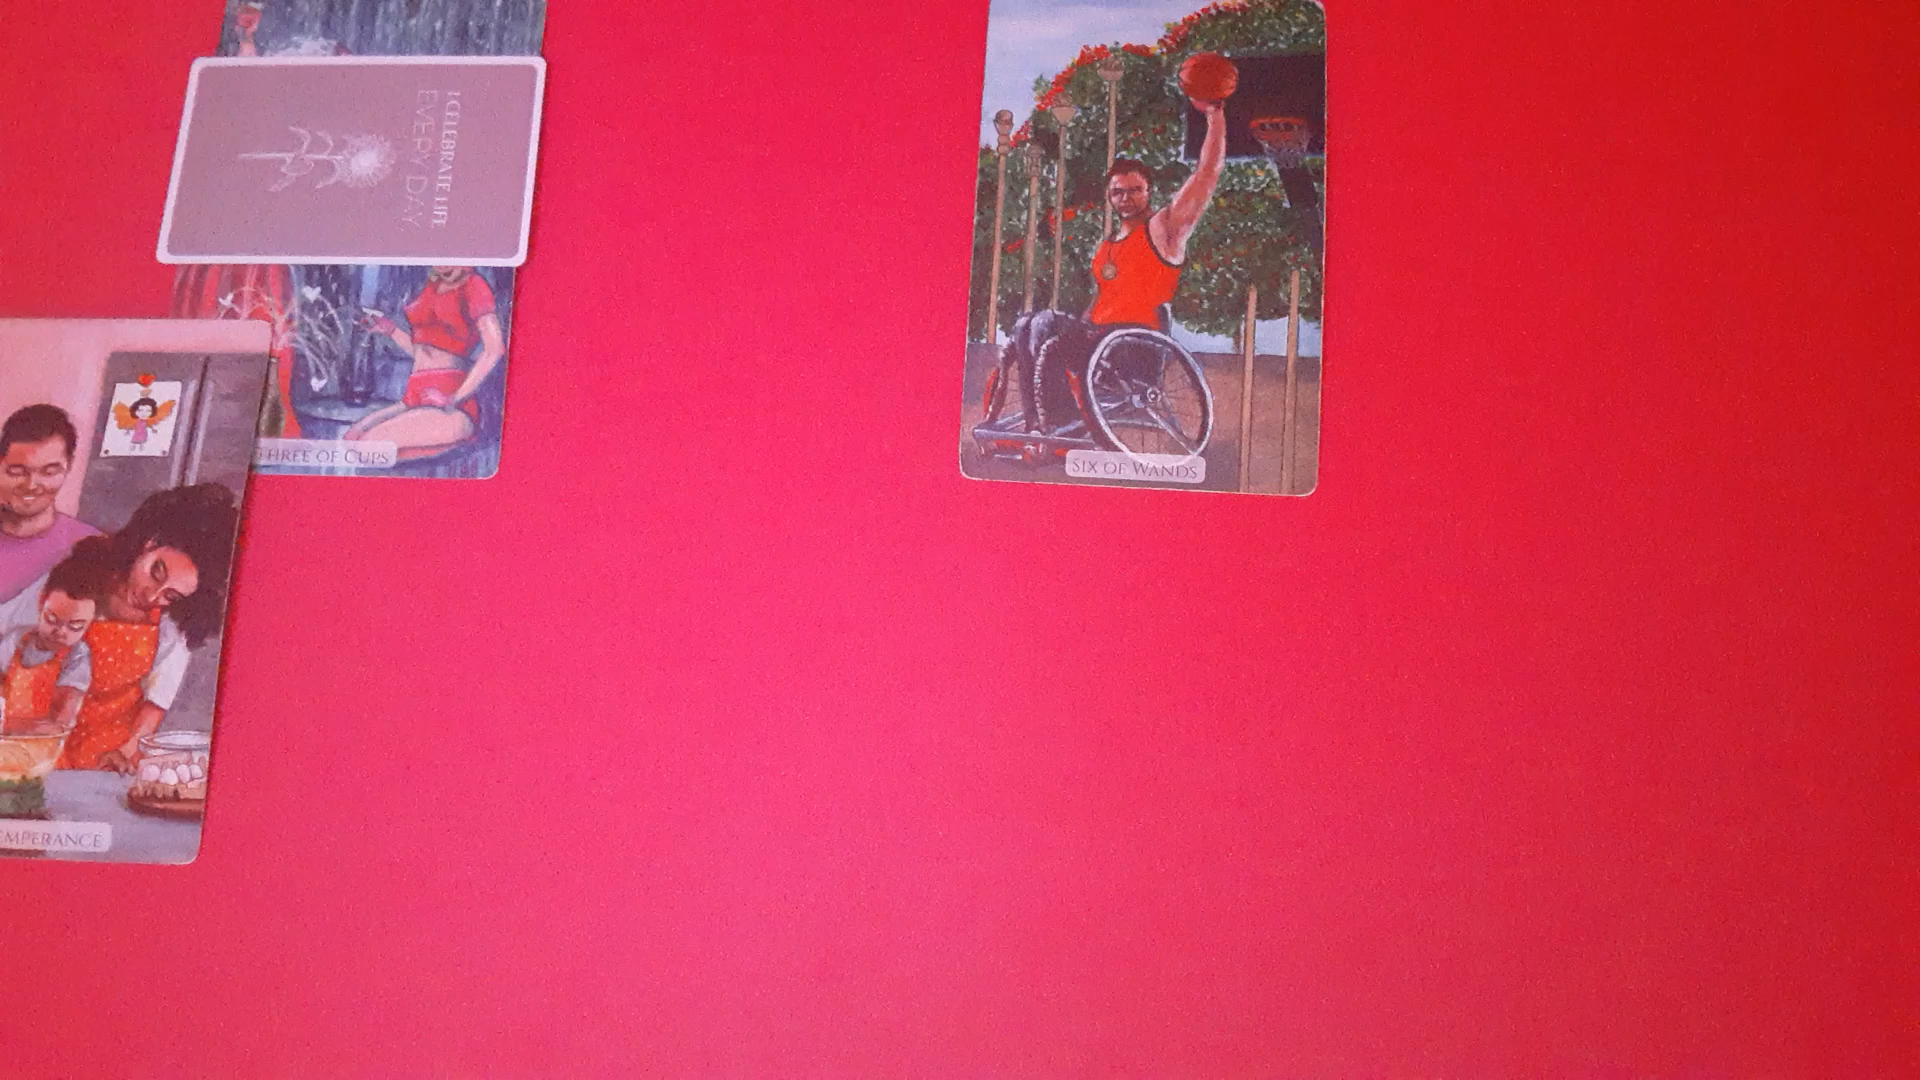 I CELEBRATE LIFE
EVERY DAY.
THREE OF CUPS
SIX OF WANDS
EMPERANCE